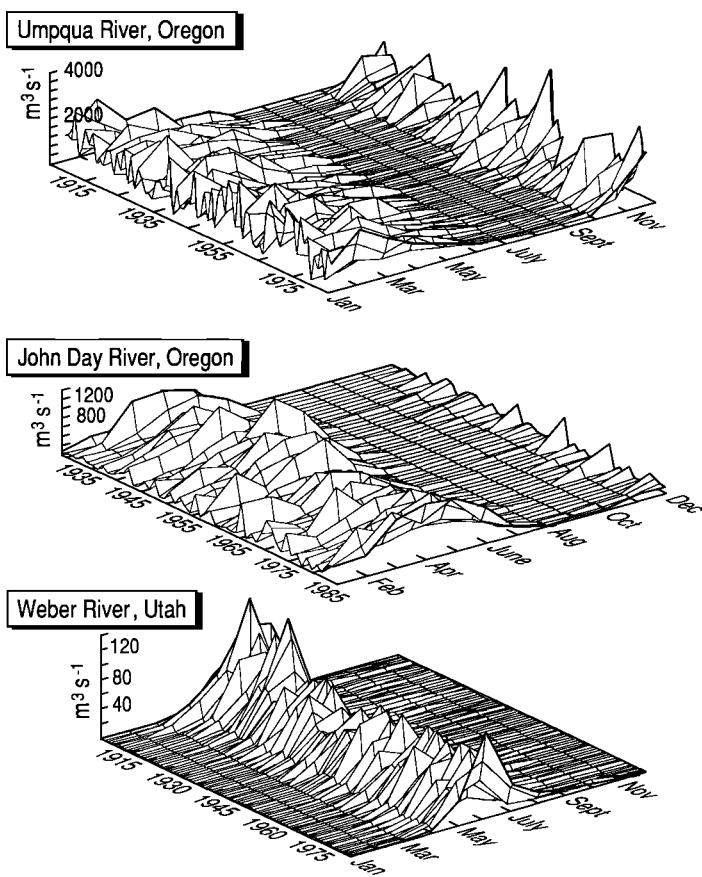 Umpqua River, Oregon
4000
2000
m³ s⁻¹
1915
1935
1955
1975
Jan
Mar
May
July
Sept
Nov
John Day River, Oregon
1200
800
m³ s⁻¹
1935
1945
1955
1965
1975
1985
Feb
Apr
June
Aug
Oct
Dec
Weber River, Utah
120
80
40
m³ s⁻¹
1915
1930
1945
1960
1975
Jan
Mar
May
July
Sept
Nov